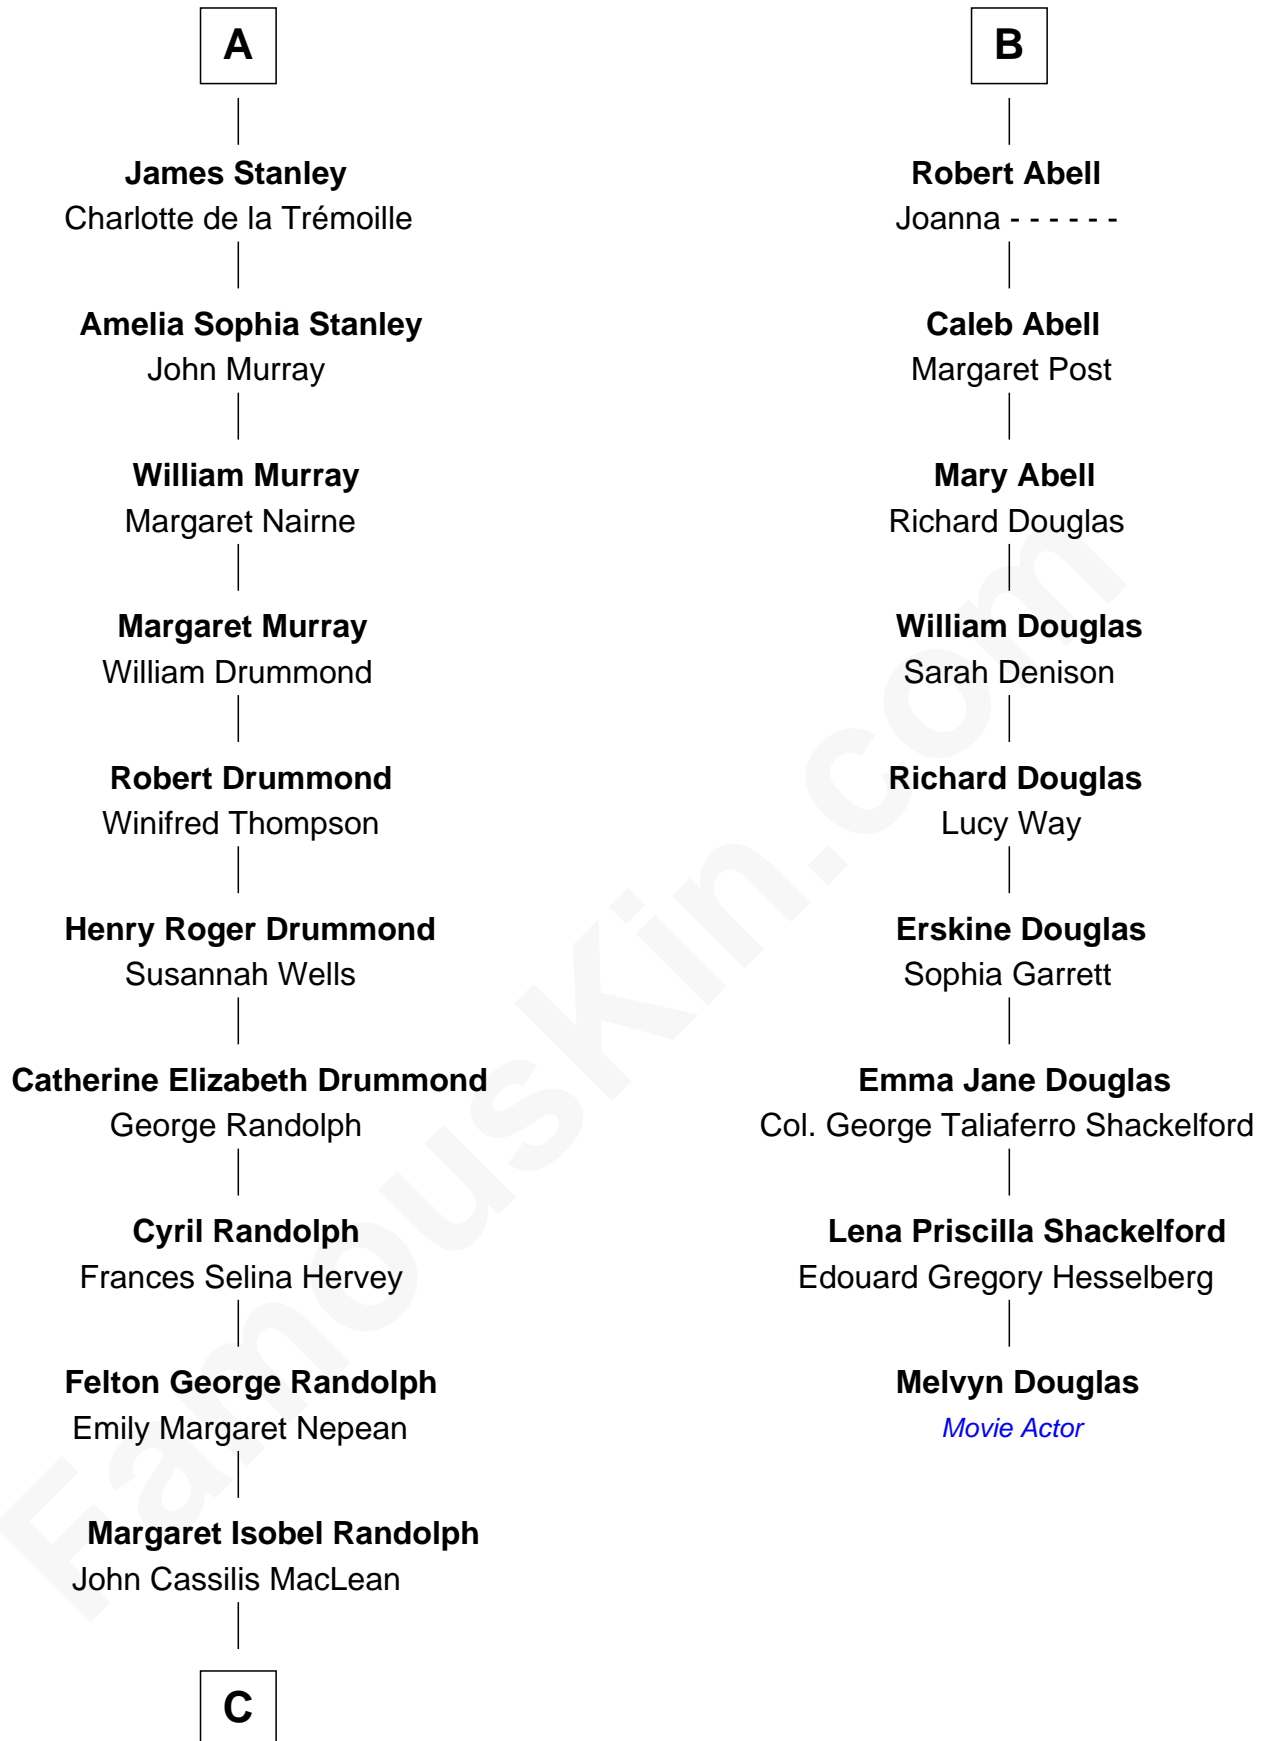 A
James Stanley
Charlotte de la Trémoille
Amelia Sophia Stanley
John Murray
William Murray
Margaret Nairne
Margaret Murray
William Drummond
Robert Drummond
Winifred Thompson
Henry Roger Drummond
Susannah Wells
Catherine Elizabeth Drummond
George Randolph
Cyril Randolph
Frances Selina Hervey
Felton George Randolph
Emily Margaret Nepean
Margaret Isobel Randolph
John Cassilis MacLean
C
B
Robert Abell
Joanna - - - - - -
Caleb Abell
Margaret Post
Mary Abell
Richard Douglas
William Douglas
Sarah Denison
Richard Douglas
Lucy Way
Erskine Douglas
Sophia Garrett
Emma Jane Douglas
Col. George Taliaferro Shackelford
Lena Priscilla Shackelford
Edouard Gregory Hesselberg
Melvyn Douglas
Movie Actor
FamousKin.com